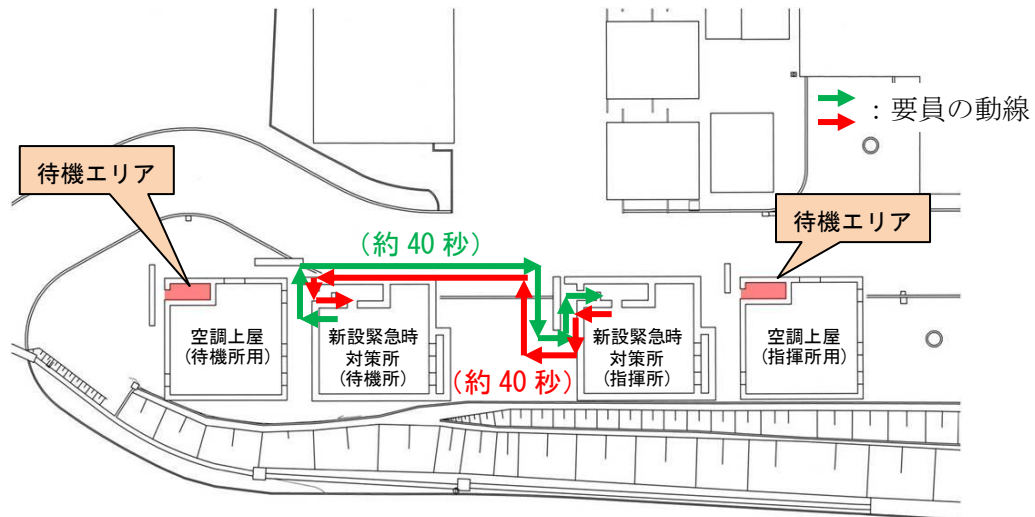 ：要員の動線
待機エリア
待機エリア
（約 40 秒）
空調上屋
（待機所用）
新設緊急時
対策所
（待機所）
新設緊急時
対策所
（指揮所）
空調上屋
（指揮所用）
（約 40 秒）